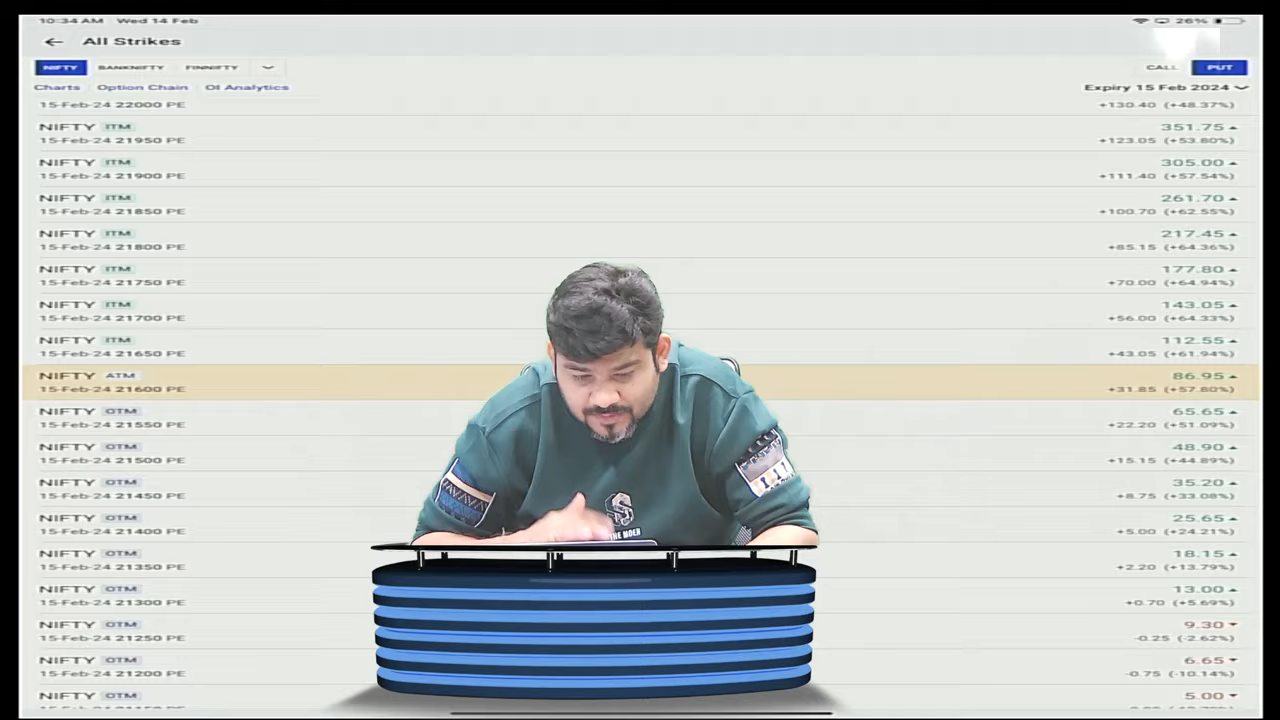 10:34 AM Wed 14 Feb 26%
All Strikes
NIFTY BANKNIFTY FINNIFTY CALL PUT
Charts Option Chain OI Analytics Expiry 15 Feb 2024
15-Feb-24 22000 PE +130.40 (+48.37%)
NIFTY ITM 351.75
15-Feb-24 21950 PE +123.05 (+53.80%)
NIFTY ITM 305.00
15-Feb-24 21900 PE +111.40 (+57.54%)
NIFTY ITM 261.70
15-Feb-24 21850 PE +100.70 (+62.55%)
NIFTY ITM 217.45
15-Feb-24 21800 PE +85.15 (+64.36%)
NIFTY ITM 177.80
15-Feb-24 21750 PE +70.00 (+64.94%)
NIFTY ITM 143.05
15-Feb-24 21700 PE +56.00 (+64.33%)
NIFTY ITM 112.55
15-Feb-24 21650 PE +43.05 (+61.94%)
NIFTY ATM 86.95
15-Feb-24 21600 PE +31.85 (+57.80%)
NIFTY OTM 65.65
15-Feb-24 21550 PE +22.20 (+51.09%)
NIFTY OTM 48.90
15-Feb-24 21500 PE +15.15 (+44.89%)
NIFTY OTM 35.20
15-Feb-24 21450 PE +8.75 (+33.08%)
NIFTY OTM 25.65
15-Feb-24 21400 PE +5.00 (+24.21%)
NIFTY OTM 18.15
15-Feb-24 21350 PE +2.20 (+13.79%)
NIFTY OTM 13.00
15-Feb-24 21300 PE +0.70 (+5.69%)
NIFTY OTM 9.30
15-Feb-24 21250 PE -0.25 (-2.62%)
NIFTY OTM 6.65
15-Feb-24 21200 PE -0.75 (-10.14%)
NIFTY OTM 5.00
THE MOEN